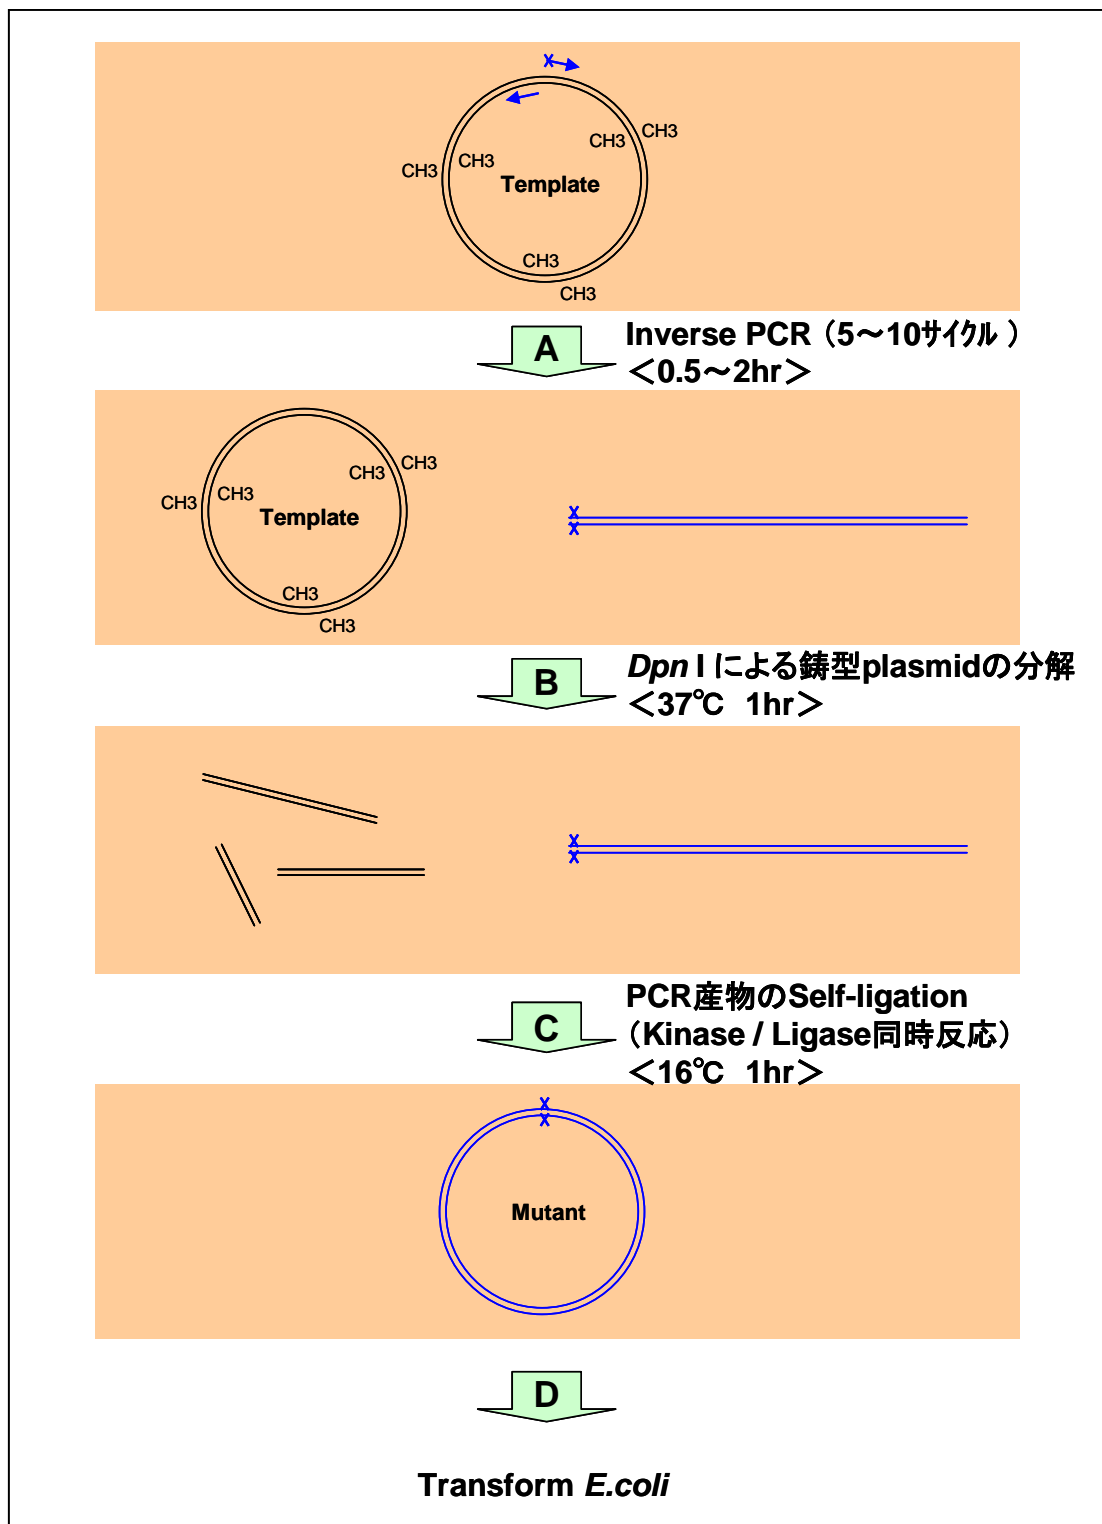 CH3
CH3
CH3
CH3
Template
CH3
CH3
A
Inverse PCR（5～10ｻｲｸﾙ ）
＜0.5～2hr＞
CH3
CH3
CH3
CH3
Template
CH3
CH3
X
X
B
Dpn I による鋳型plasmidの分解
＜37℃ 1hr＞
X
X
C
PCR産物のSelf-ligation
（Kinase / Ligase同時反応）
＜16℃ 1hr＞
X
X
Mutant
D
Transform E.coli